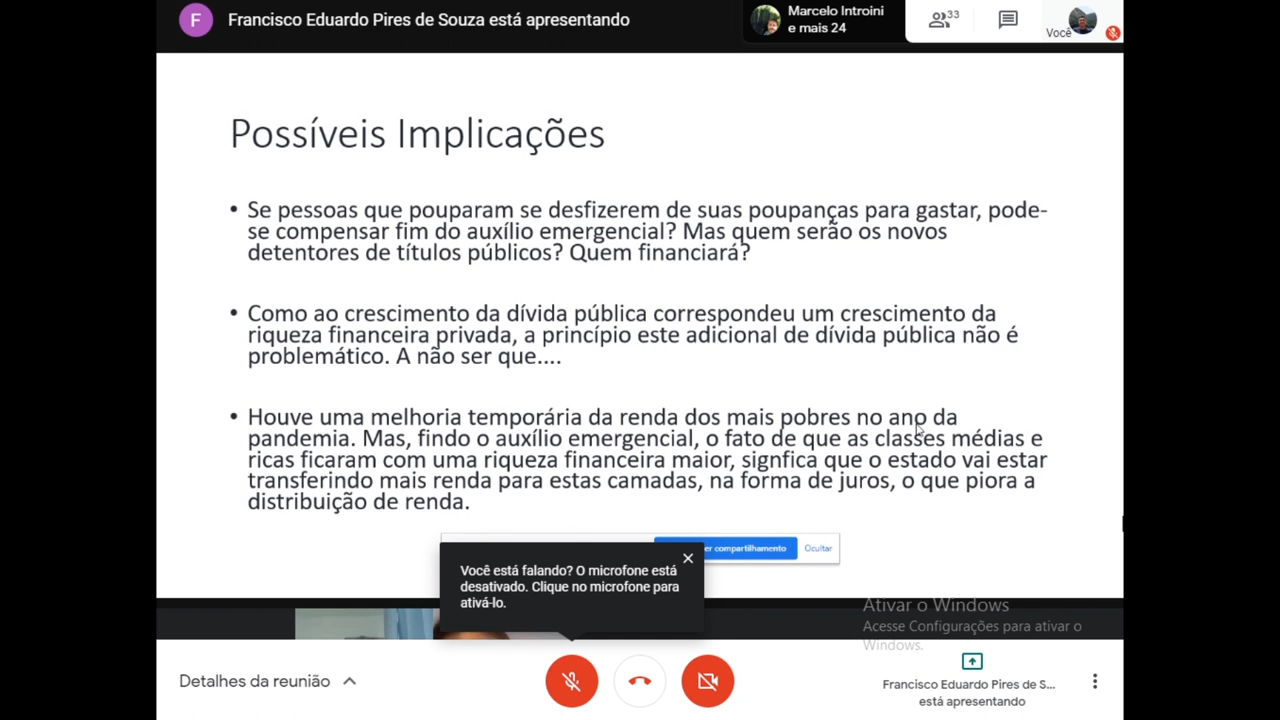 F
Francisco Eduardo Pires de Souza está apresentando
Marcelo Introini
e mais 24
33
Você
Possíveis Implicações
• Se pessoas que pouparam se desfizerem de suas poupanças para gastar, pode-
se compensar fim do auxílio emergencial? Mas quem serão os novos
detentores de títulos públicos? Quem financiará?
• Como ao crescimento da dívida pública correspondeu um crescimento da
riqueza financeira privada, a princípio este adicional de dívida pública não é
problemático. A não ser que....
• Houve uma melhoria temporária da renda dos mais pobres no ano da
pandemia. Mas, findo o auxílio emergencial, o fato de que as classes médias e
ricas ficaram com uma riqueza financeira maior, signfica que o estado vai estar
transferindo mais renda para estas camadas, na forma de juros, o que piora a
distribuição de renda.
er compartilhamento
Ocultar
Você está falando? O microfone está
desativado. Clique no microfone para
ativá-lo.
Ativar o Windows
Acesse Configurações para ativar o
Windows.
Detalhes da reunião
Francisco Eduardo Pires de S...
está apresentando